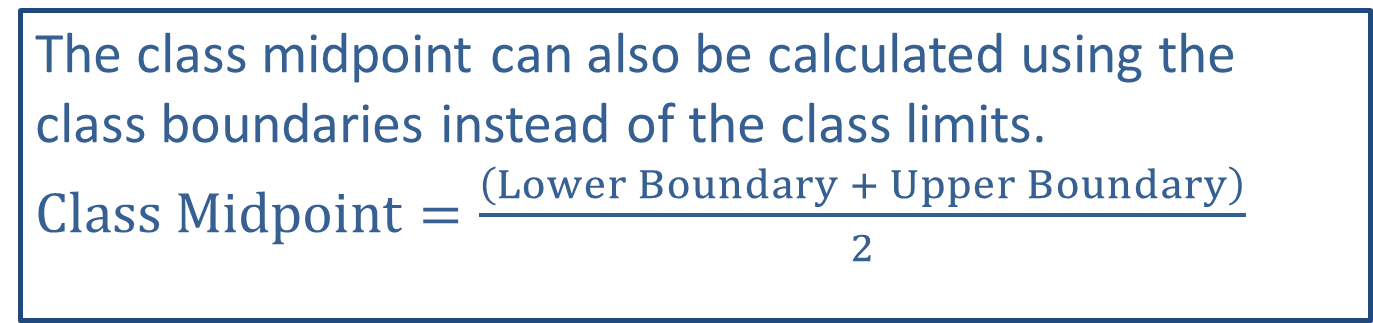 The class midpoint can also be calculated using the
class boundaries instead of the class limits.
Class Midpoint = (Lower Boundary + Upper Boundary) / 2